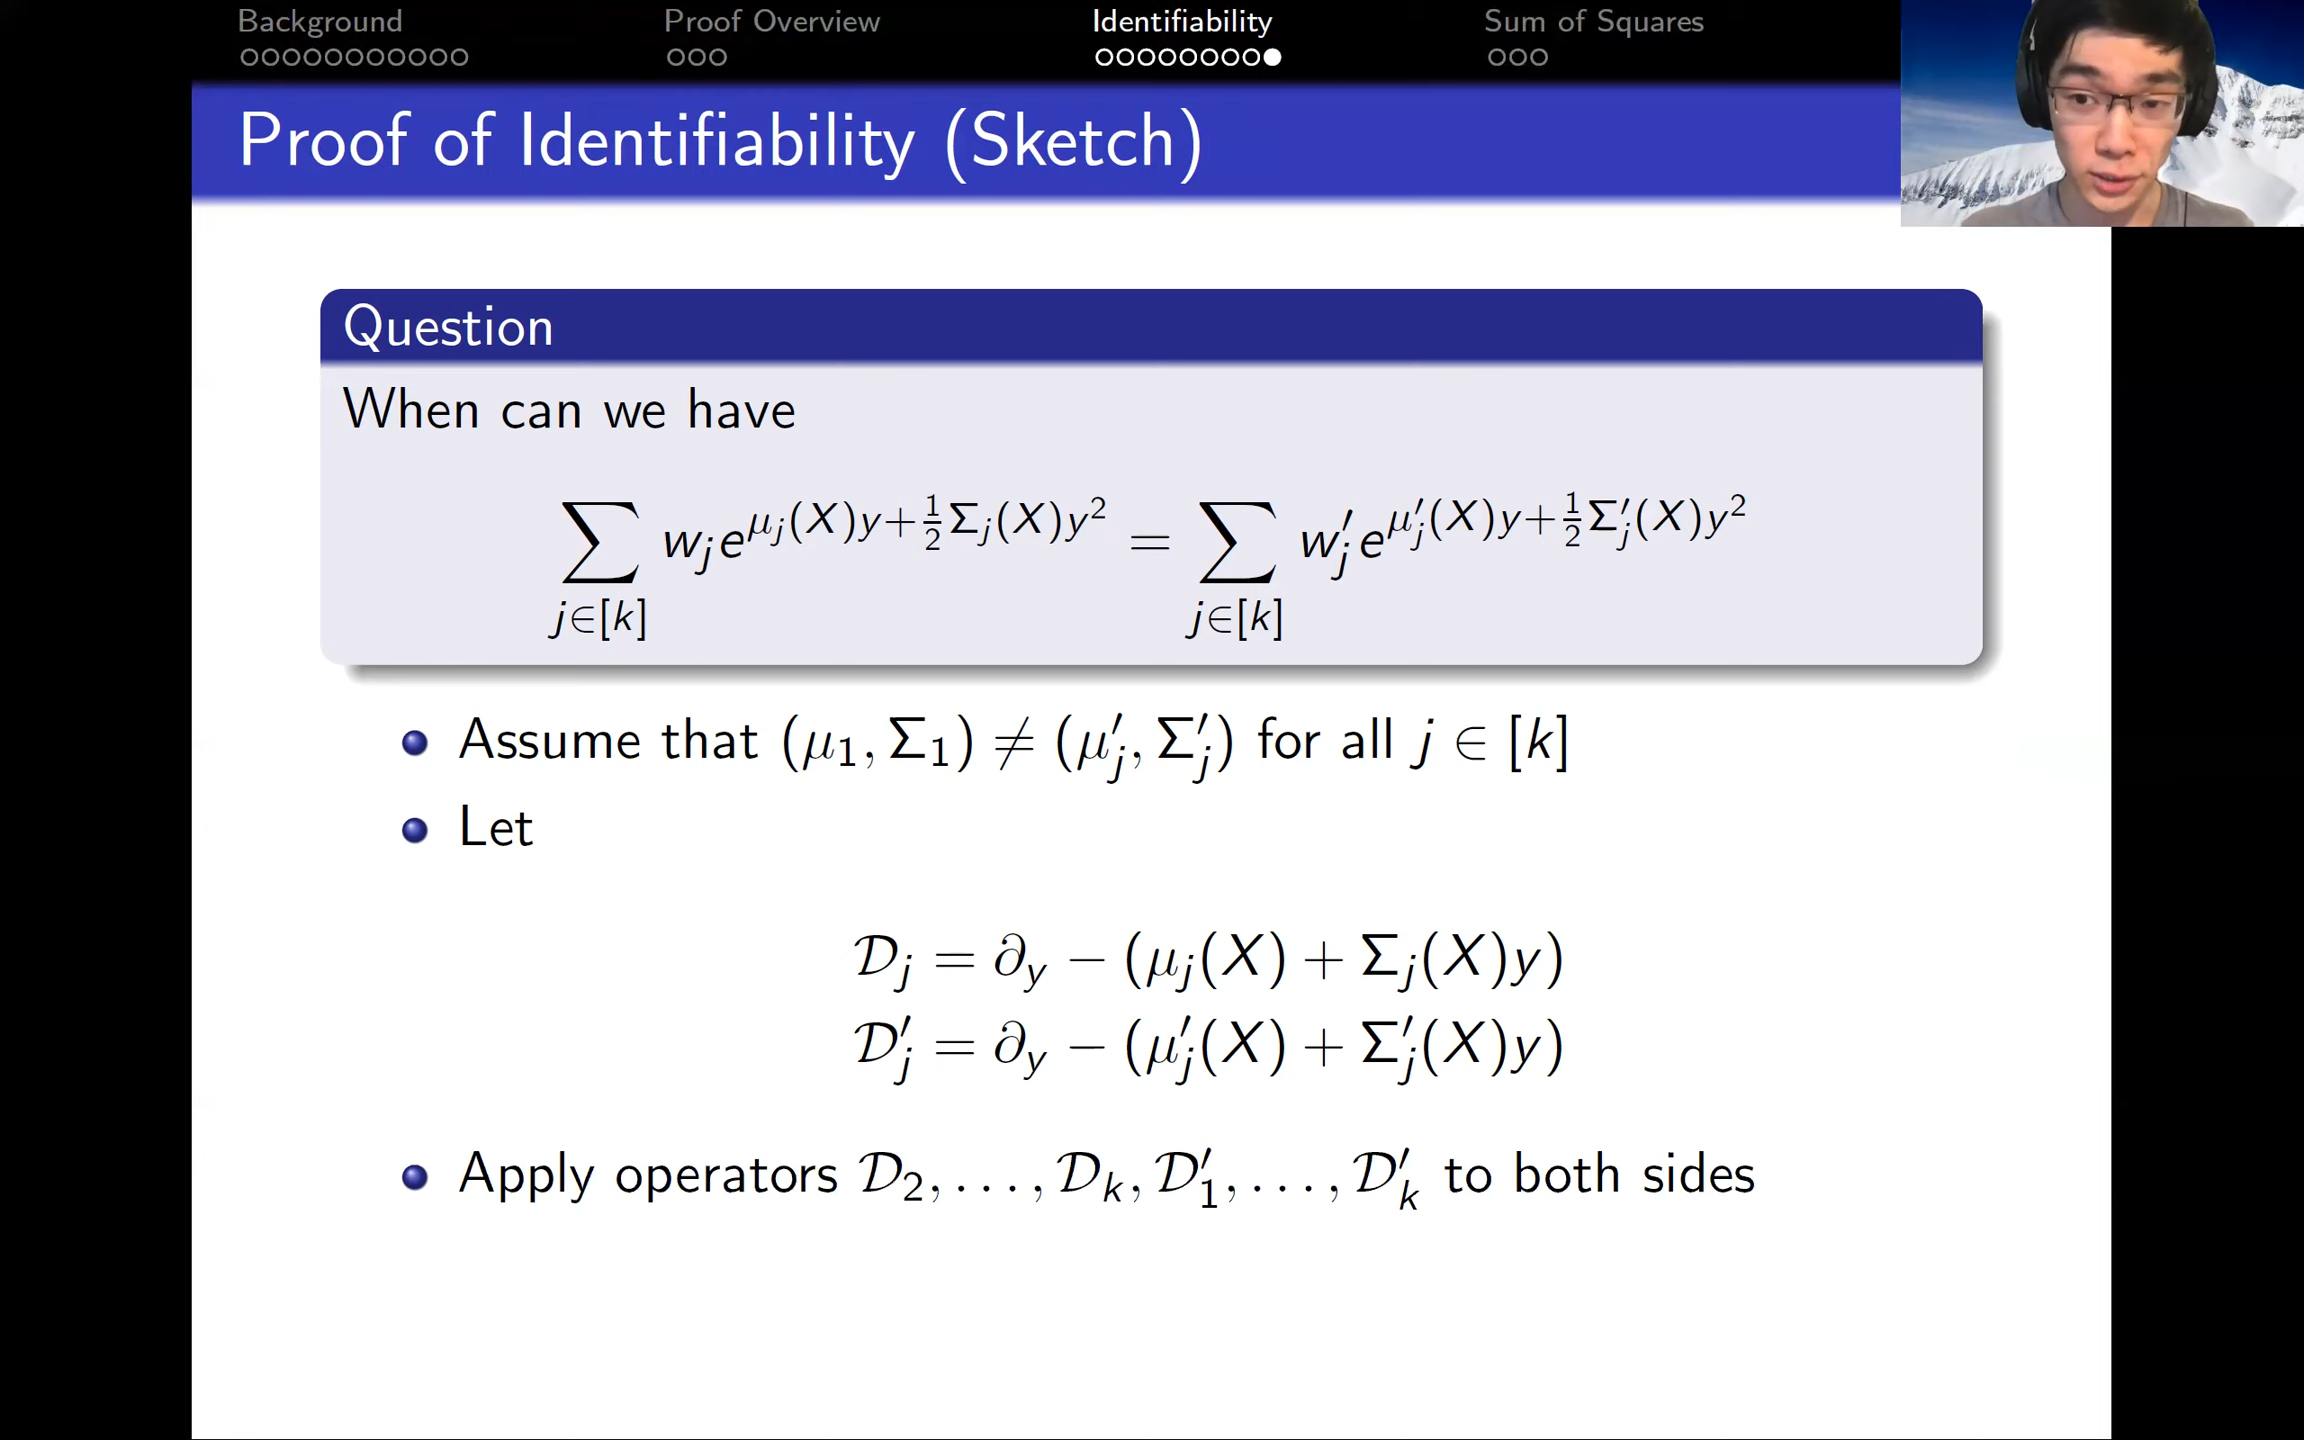 Background Proof Overview Identifiability Sum of Squares
Proof of Identifiability (Sketch)
Question
When can we have
∑_{j∈[k]} w_j e^{μ_j(X)y+½Σ_j(X)y²} = ∑_{j∈[k]} w′_j e^{μ′_j(X)y+½Σ′_j(X)y²}
Assume that (μ₁, Σ₁) ≠ (μ′_j, Σ′_j) for all j ∈ [k]
Let
𝒟_j = ∂_y − (μ_j(X) + Σ_j(X)y)
𝒟′_j = ∂_y − (μ′_j(X) + Σ′_j(X)y)
Apply operators 𝒟₂, . . . , 𝒟_k, 𝒟′₁, . . . , 𝒟′_k to both sides